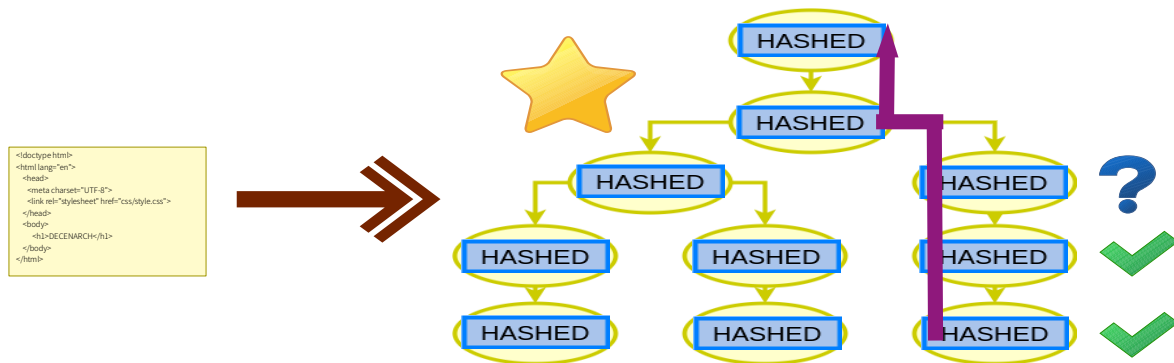 HASHED
HASHED
<!doctype html>
<html lang="en">
<head>
<meta charset="UTF-8">
<link rel="stylesheet" href="css/style.css">
</head>
<body>
<h1>DECENARCH</h1>
</body>
</html>
HASHED
HASHED
HASHED
HASHED
HASHED
HASHED
HASHED
HASHED
?